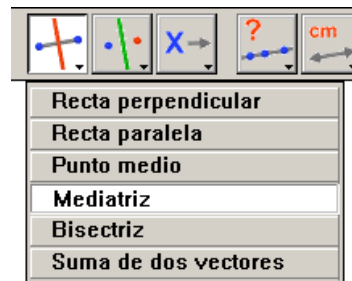 X
?
cm
Recta perpendicular
Recta paralela
Punto medio
Mediatriz
Bisectriz
Suma de dos vectores